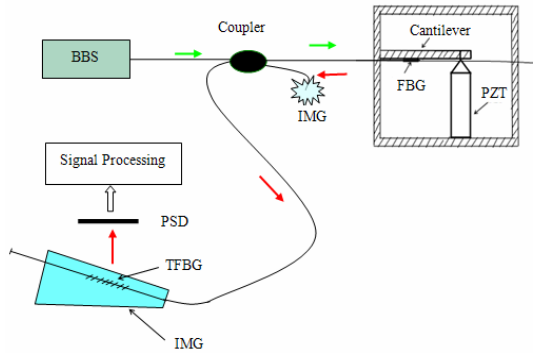 Coupler
Cantilever
BBS
FBG
PZT
IMG
Signal Processing
PSD
TFBG
IMG